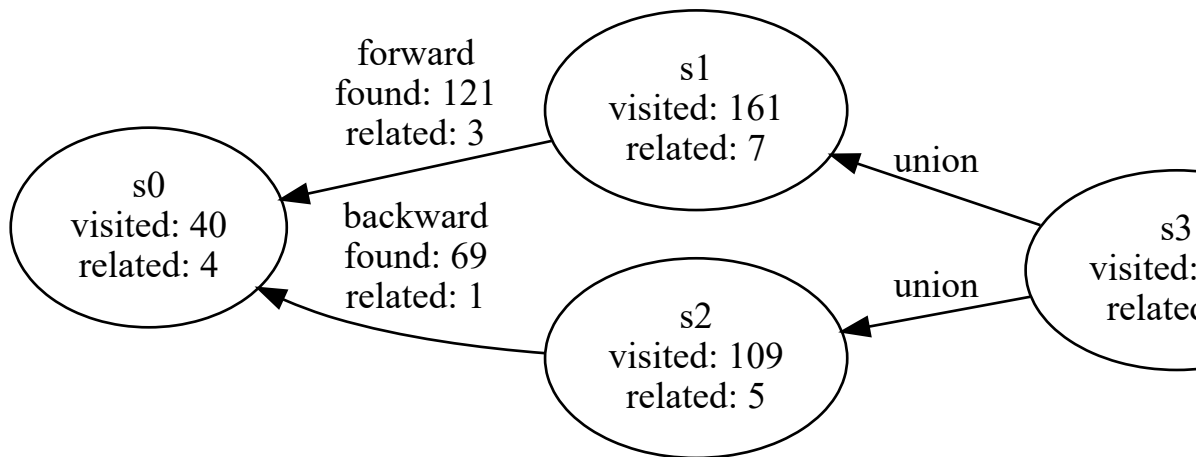 s0
visited: 40
related: 4
forward
found: 121
related: 3
backward
found: 69
related: 1
s1
visited: 161
related: 7
s2
visited: 109
related: 5
union
union
s3
visited: